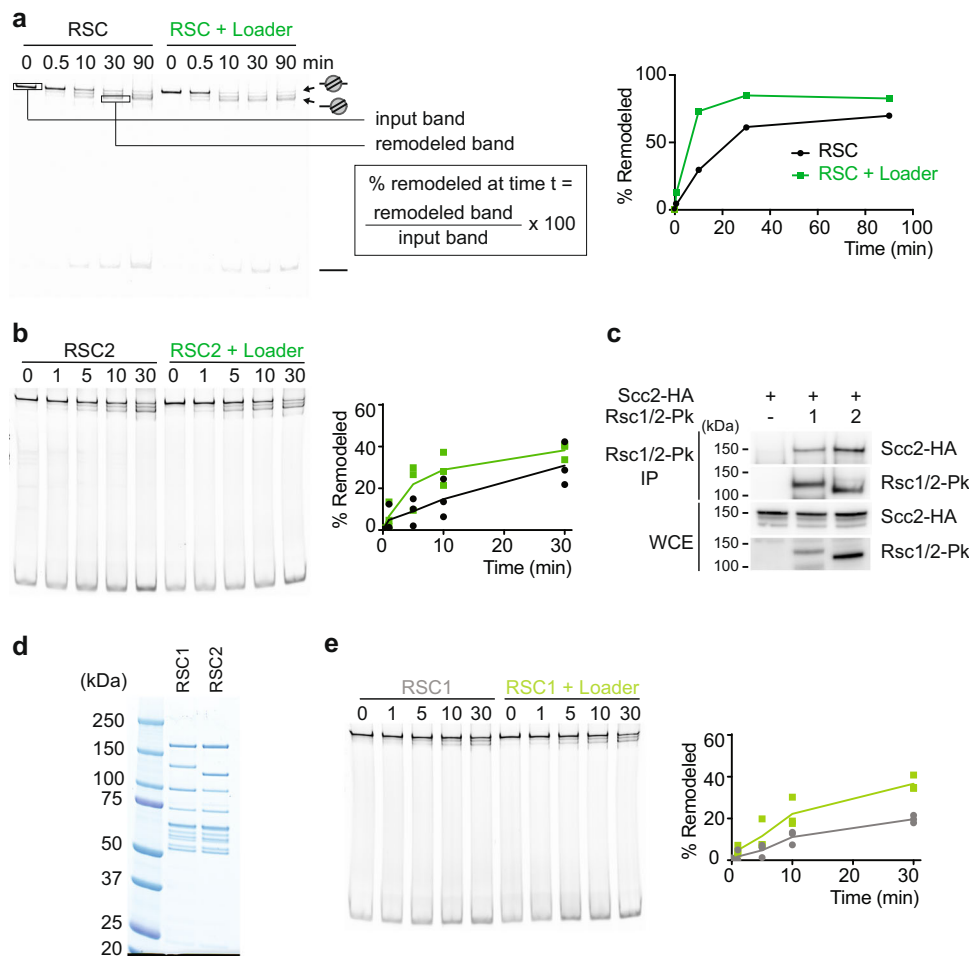 a
RSC RSC + Loader
0 0.5 10 30 90 0 0.5 10 30 90 min
input band
remodeled band
% remodeled at time t =
remodeled band
input band
x 100
% Remodeled
100
50
0
RSC
RSC + Loader
0 20 40 60 80 100
Time (min)
b
RSC2 RSC2 + Loader
0 1 5 10 30 0 1 5 10 30
% Remodeled
60
40
20
0
0 10 20 30
Time (min)
c
Scc2-HA + + +
Rsc1/2-Pk - 1 2
(kDa)
Rsc1/2-Pk
IP
150 Scc2-HA
150 Rsc1/2-Pk
100
WCE
150 Scc2-HA
150 Rsc1/2-Pk
100
d
(kDa) RSC1 RSC2
250
150
100
75
50
37
25
20
e
RSC1 RSC1 + Loader
0 1 5 10 30 0 1 5 10 30
% Remodeled
60
40
20
0
0 10 20 30
Time (min)